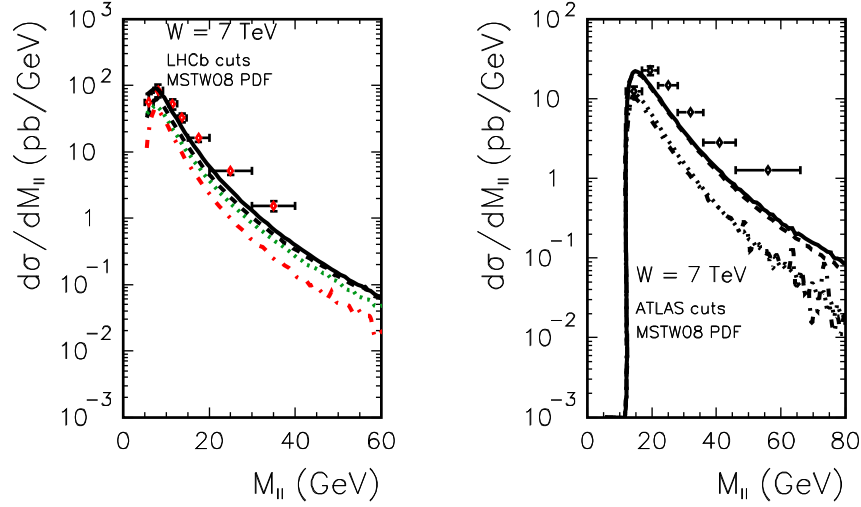 W = 7 TeV
LHCb cuts
MSTW08 PDF
dσ/dM_ll (pb/GeV)
10^3
10^2
10
1
10^-1
10^-2
10^-3
0 20 40 60
M_ll (GeV)
W = 7 TeV
ATLAS cuts
MSTW08 PDF
dσ/dM_ll (pb/GeV)
10^2
10
1
10^-1
10^-2
10^-3
0 20 40 60 80
M_ll (GeV)